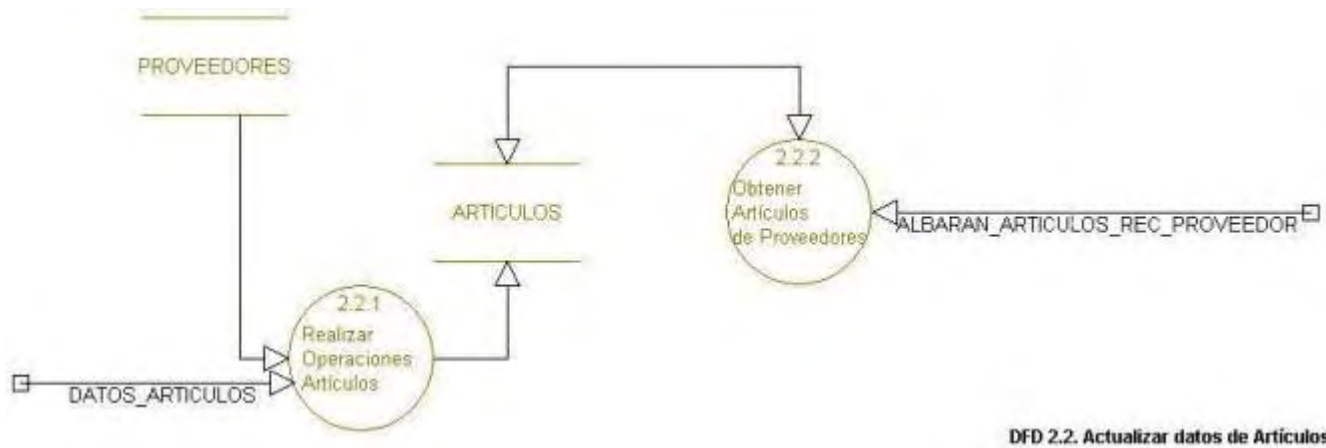 PROVEEDORES
ARTICULOS
2.2.2
Obtener
Artículos
de Proveedores
ALBARAN_ARTICULOS_REC_PROVEEDOR
2.2.1
Realizar
Operaciones
Artículos
DATOS_ARTICULOS
DFD 2.2. Actualizar datos de Artículos